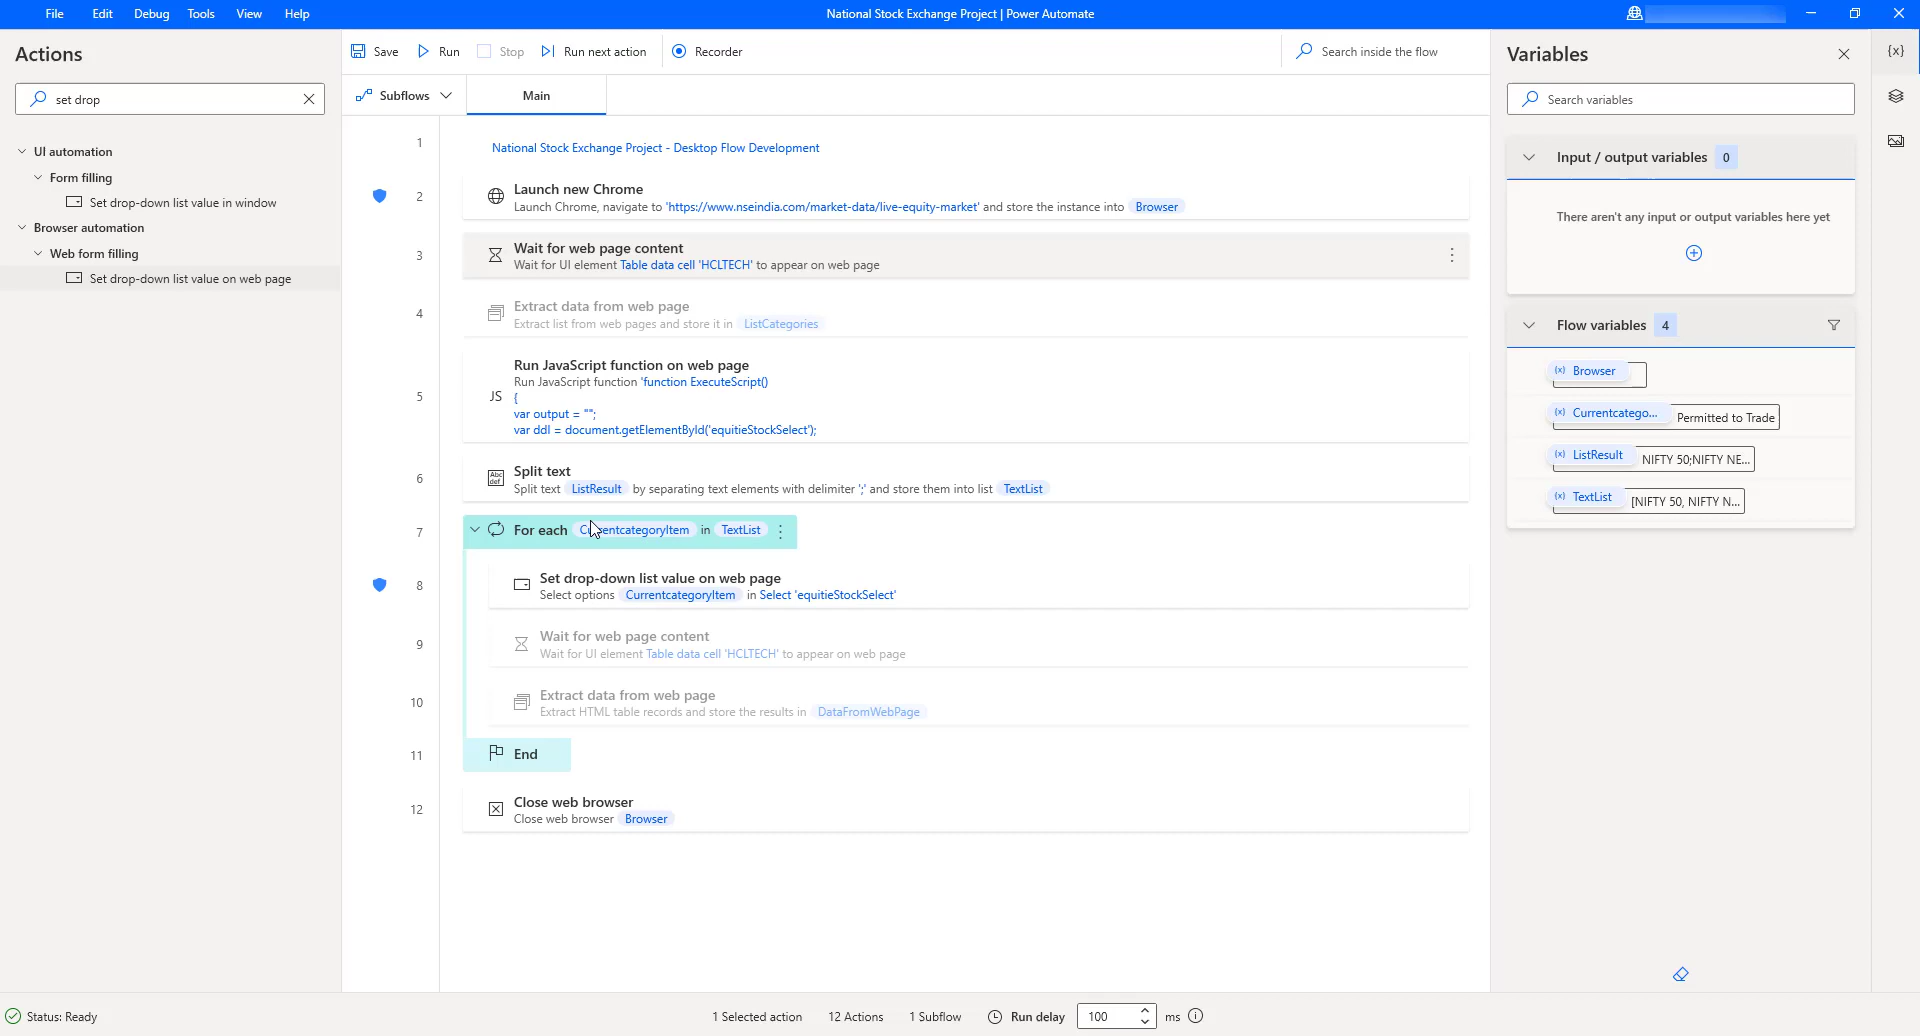 File Edit Debug Tools View Help
National Stock Exchange Project | Power Automate
Actions
set drop
UI automation
Form filling
Set drop-down list value in window
Browser automation
Web form filling
Set drop-down list value on web page
Save Run Stop Run next action Recorder
Search inside the flow
Subflows Main
1 National Stock Exchange Project - Desktop Flow Development
2 Launch new Chrome
Launch Chrome, navigate to 'https://www.nseindia.com/market-data/live-equity-market' and store the instance into Browser
3 Wait for web page content
Wait for UI element Table data cell 'HCLTECH' to appear on web page
4 Extract data from web page
Extract list from web pages and store it in ListCategories
Run JavaScript function on web page
Run JavaScript function 'function ExecuteScript()
5 JS {
var output = "";
var ddl = document.getElementById('equitieStockSelect');
6 Abc def Split text
Split text ListResult by separating text elements with delimiter ';' and store them into list TextList
7 For each CurrentcategoryItem in TextList
8 Set drop-down list value on web page
Select options CurrentcategoryItem in Select 'equitieStockSelect'
9 Wait for web page content
Wait for UI element Table data cell 'HCLTECH' to appear on web page
10 Extract data from web page
Extract HTML table records and store the results in DataFromWebPage
11 End
12 Close web browser
Close web browser Browser
Variables
{x}
Search variables
Input / output variables 0
There aren't any input or output variables here yet
Flow variables 4
(x) Browser
(x) Currentcatego... Permitted to Trade
(x) ListResult NIFTY 50;NIFTY NE...
(x) TextList [NIFTY 50, NIFTY N...
Status: Ready
1 Selected action 12 Actions 1 Subflow Run delay 100 ms